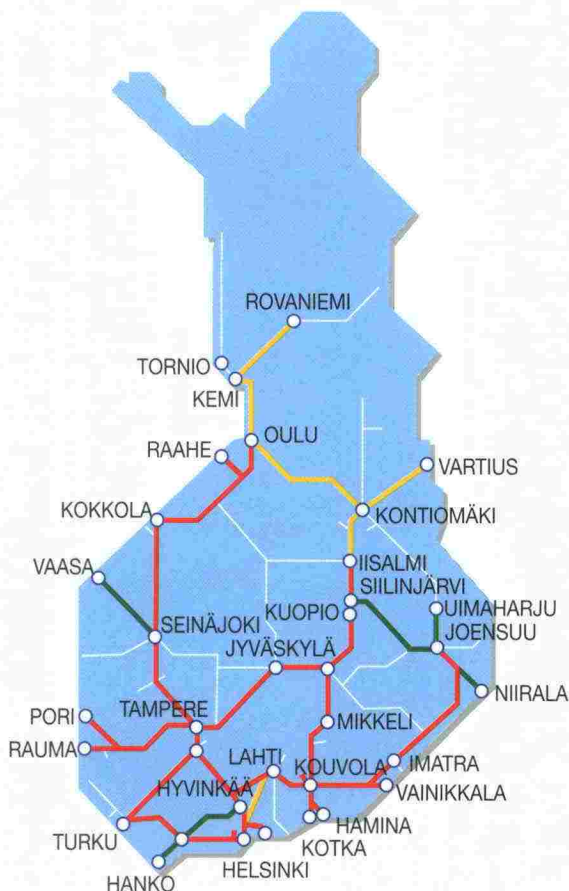 ROVANIEMI
TORNIO
KEMI
OULU
RAAHE
VARTIUS
KOKKOLA
KONTIOMÄKI
IISALMI
VAASA
SIILINJÄRVI
KUOPIO
UIMAHARJU
SEINÄJOKI
JOENSUU
JYVÄSKYLÄ
NIIRALA
PORI
TAMPERE
MIKKELI
RAUMA
LAHTI
IMATRA
KOUVOLA
HYVINKÄÄ
VAINIKKALA
HAMINA
TURKU
KOTKA
HELSINKI
HANKO